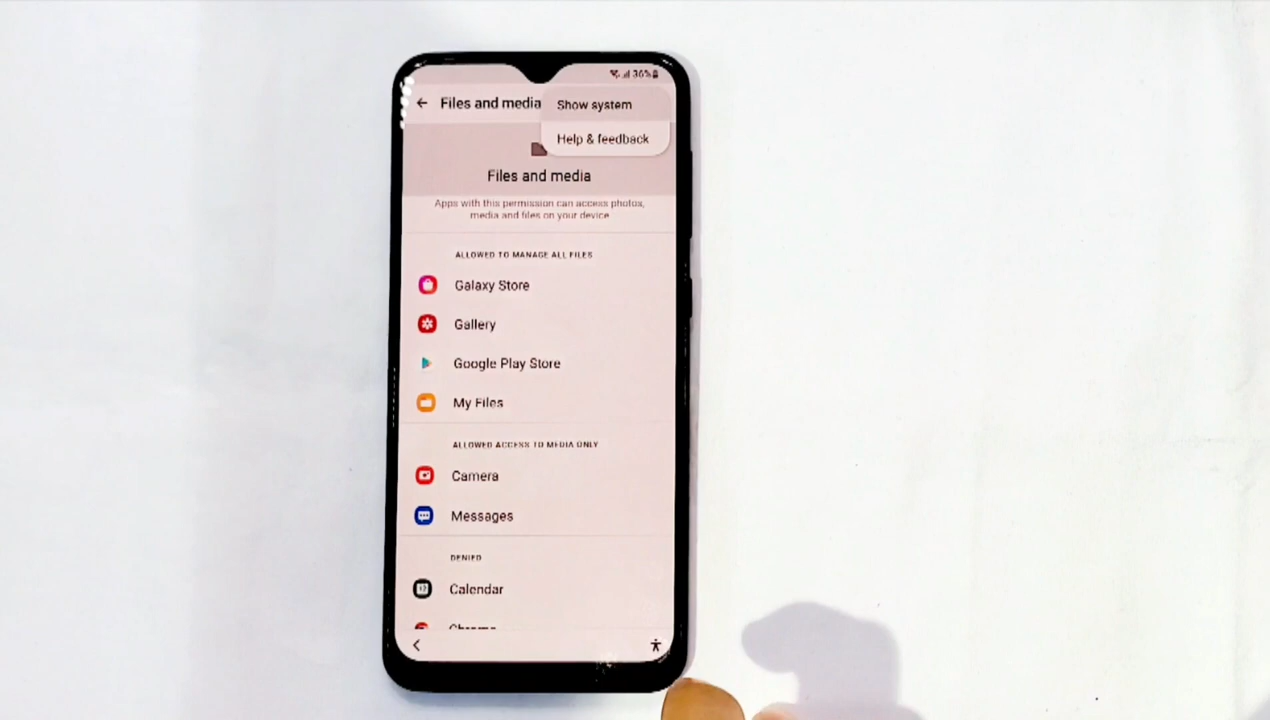 36%
Files and media
Show system
Help & feedback
Files and media
Apps with this permission can access photos,
media and files on your device
ALLOWED TO MANAGE ALL FILES
Galaxy Store
Gallery
Google Play Store
My Files
ALLOWED ACCESS TO MEDIA ONLY
Camera
Messages
DENIED
Calendar
Chrome